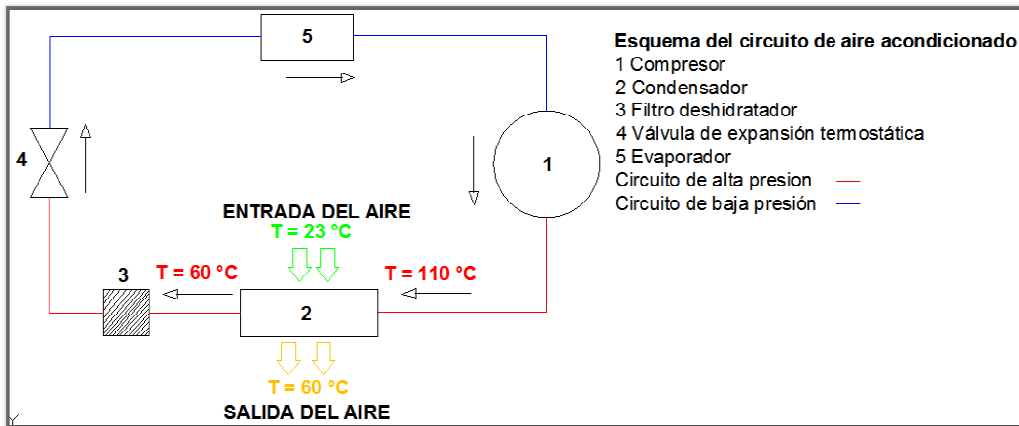 5
Esquema del circuito de aire acondicionado
1 Compresor
2 Condensador
3 Filtro deshidratador
4 Válvula de expansión termostática
5 Evaporador
Circuito de alta presion
Circuito de baja presión
4
1
ENTRADA DEL AIRE
T = 23 °C
3
T = 60 °C
T = 110 °C
2
T = 60 °C
SALIDA DEL AIRE
Y